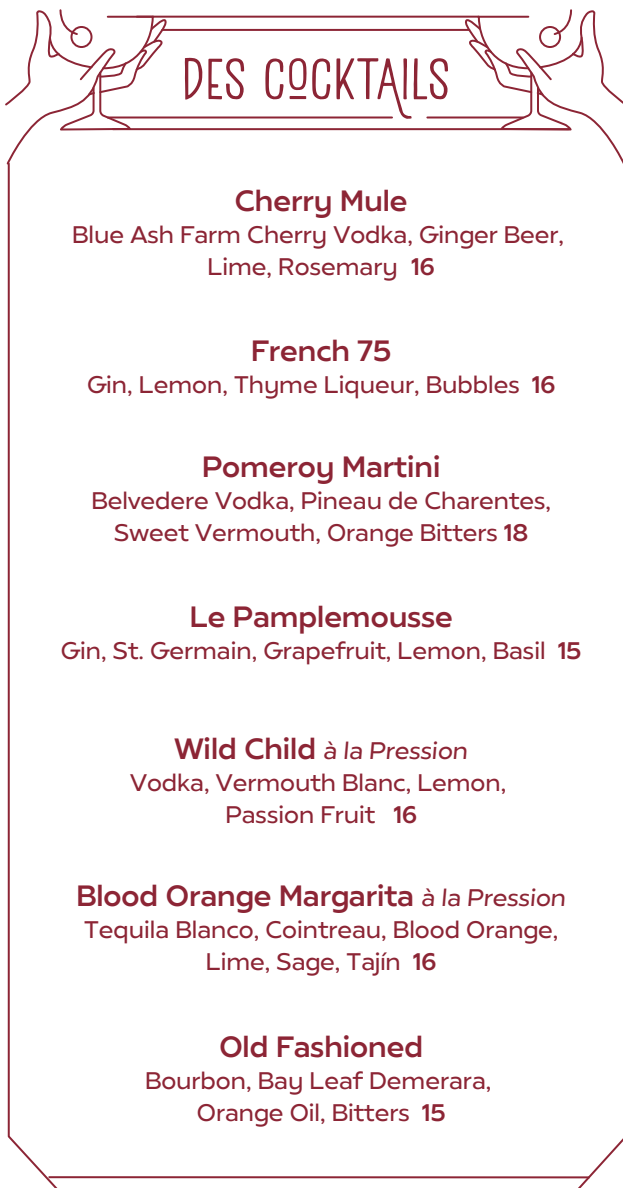 DES COCKTAILS
Cherry Mule
Blue Ash Farm Cherry Vodka, Ginger Beer,
Lime, Rosemary 16
French 75
Gin, Lemon, Thyme Liqueur, Bubbles 16
Pomeroy Martini
Belvedere Vodka, Pineau de Charentes,
Sweet Vermouth, Orange Bitters 18
Le Pamplemousse
Gin, St. Germain, Grapefruit, Lemon, Basil 15
Wild Child à la Pression
Vodka, Vermouth Blanc, Lemon,
Passion Fruit 16
Blood Orange Margarita à la Pression
Tequila Blanco, Cointreau, Blood Orange,
Lime, Sage, Tajín 16
Old Fashioned
Bourbon, Bay Leaf Demerara,
Orange Oil, Bitters 15